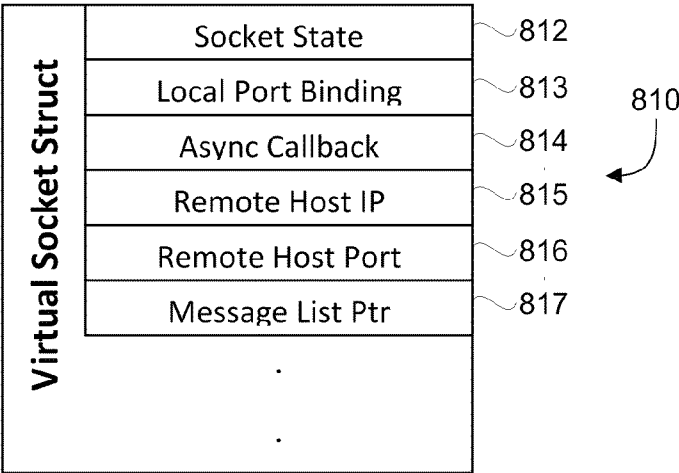 Virtual Socket Struct
Socket State 812
Local Port Binding 813
810
Async Callback 814
Remote Host IP 815
Remote Host Port 816
Message List Ptr 817
.
.